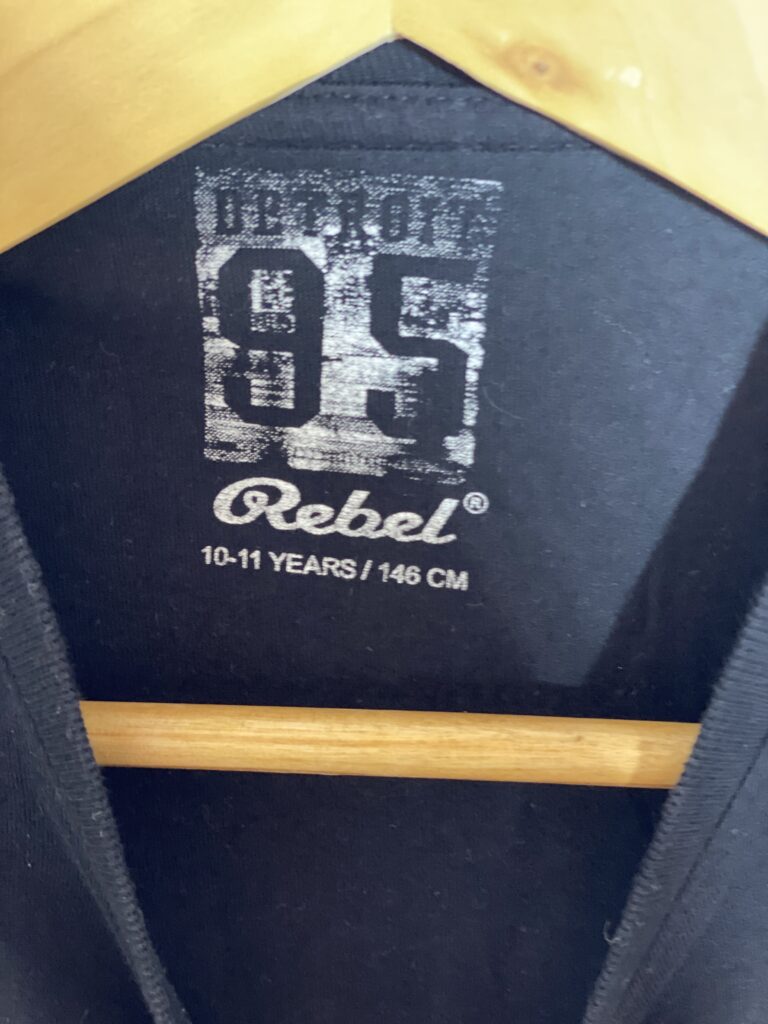 DETROIT
95
Rebel®
10-11 YEARS / 146 CM